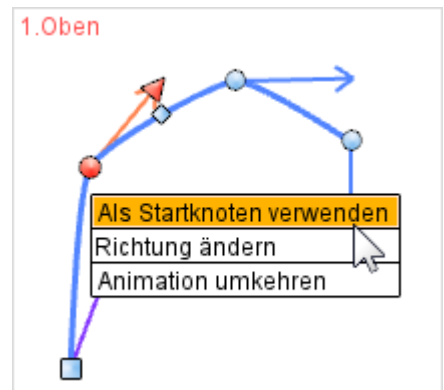 1.Oben
Als Startknoten verwenden
Richtung ändern
Animation umkehren